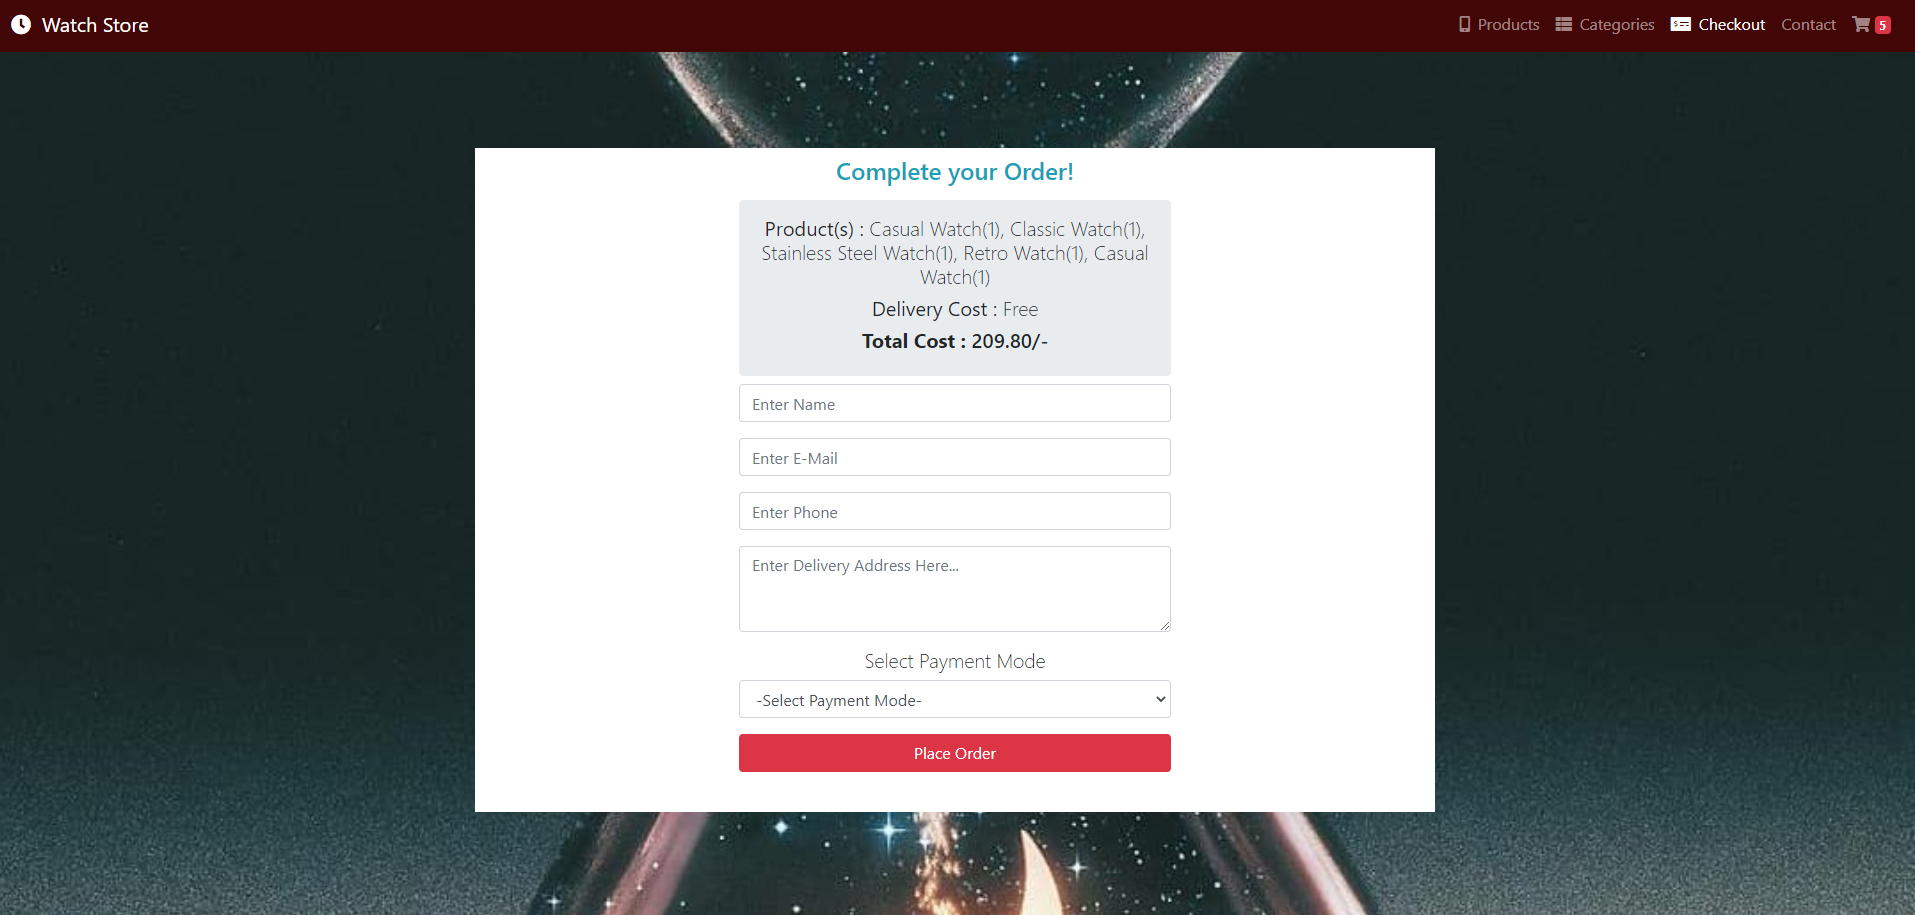 Watch Store
Products
Categories
Checkout
Contact
5
Complete your Order!
Product(s) : Casual Watch(1), Classic Watch(1),
Stainless Steel Watch(1), Retro Watch(1), Casual
Watch(1)
Delivery Cost : Free
Total Cost : 209.80/-
Enter Name
Enter E-Mail
Enter Phone
Enter Delivery Address Here...
Select Payment Mode
-Select Payment Mode-
Place Order